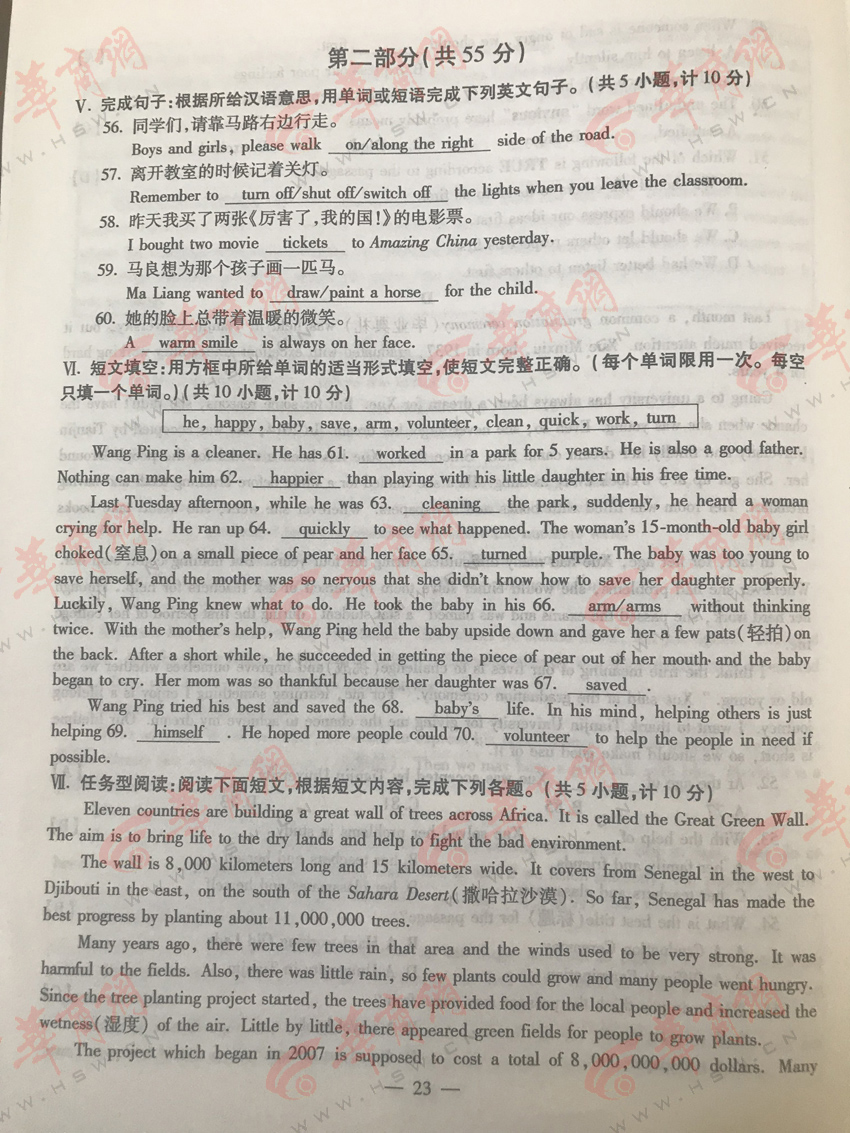 第二部分(共55分)
Ⅴ. 完成句子:根据所给汉语意思,用单词或短语完成下列英文句子。(共5小题,计10分)
56. 同学们,请靠马路右边行走。
Boys and girls, please walk on/along the right side of the road.
57. 离开教室的时候记着关灯。
Remember to turn off/shut off/switch off the lights when you leave the classroom.
58. 昨天我买了两张《厉害了,我的国!》的电影票。
I bought two movie tickets to Amazing China yesterday.
59. 马良想为那个孩子画一匹马。
Ma Liang wanted to draw/paint a horse for the child.
60. 她的脸上总带着温暖的微笑。
A warm smile is always on her face.
Ⅵ. 短文填空:用方框中所给单词的适当形式填空,使短文完整正确。(每个单词限用一次。每空
只填一个单词。)(共10小题,计10分)
he, happy, baby, save, arm, volunteer, clean, quick, work, turn
Wang Ping is a cleaner. He has 61. worked in a park for 5 years. He is also a good father.
Nothing can make him 62. happier than playing with his little daughter in his free time.
Last Tuesday afternoon, while he was 63. cleaning the park, suddenly, he heard a woman
crying for help. He ran up 64. quickly to see what happened. The woman's 15-month-old baby girl
choked(窒息)on a small piece of pear and her face 65. turned purple. The baby was too young to
save herself, and the mother was so nervous that she didn't know how to save her daughter properly.
Luckily, Wang Ping knew what to do. He took the baby in his 66. arm/arms without thinking
twice. With the mother's help, Wang Ping held the baby upside down and gave her a few pats(轻拍)on
the back. After a short while, he succeeded in getting the piece of pear out of her mouth and the baby
began to cry. Her mom was so thankful because her daughter was 67. saved .
Wang Ping tried his best and saved the 68. baby's life. In his mind, helping others is just
helping 69. himself . He hoped more people could 70. volunteer to help the people in need if
possible.
Ⅶ. 任务型阅读:阅读下面短文,根据短文内容,完成下列各题。(共5小题,计10分)
Eleven countries are building a great wall of trees across Africa. It is called the Great Green Wall.
The aim is to bring life to the dry lands and help to fight the bad environment.
The wall is 8,000 kilometers long and 15 kilometers wide. It covers from Senegal in the west to
Djibouti in the east, on the south of the Sahara Desert(撒哈拉沙漠). So far, Senegal has made the
best progress by planting about 11,000,000 trees.
Many years ago, there were few trees in that area and the winds used to be very strong. It was
harmful to the fields. Also, there was little rain, so few plants could grow and many people went hungry.
Since the tree planting project started, the trees have provided food for the local people and increased the
wetness(湿度) of the air. Little by little, there appeared green fields for people to grow plants.
The project which began in 2007 is supposed to cost a total of 8,000,000,000 dollars. Many
— 23 —
华商网
WWW.HSW.CN